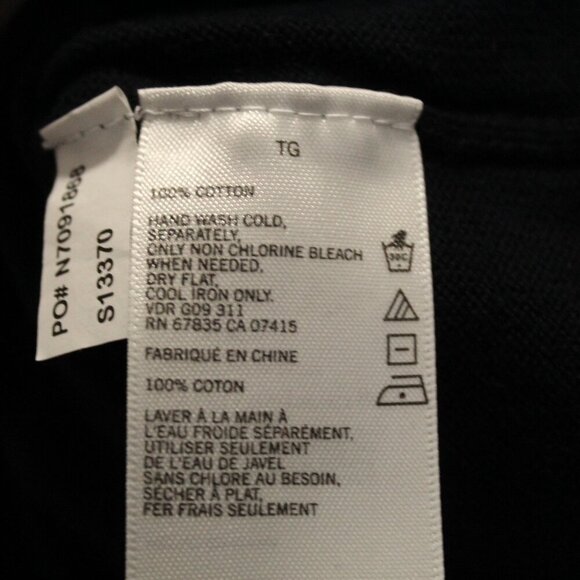 PO# N7091868
S13370
TG
100% COTTON
HAND WASH COLD,
SEPARATELY,
ONLY NON CHLORINE BLEACH
WHEN NEEDED,
DRY FLAT,
COOL IRON ONLY.
VDR G09 311
RN 67835 CA 07415
FABRIQUÉ EN CHINE
100% COTON
LAVER À LA MAIN À
L'EAU FROIDE SÉPARÉMENT,
UTILISER SEULEMENT
DE L'EAU DE JAVEL
SANS CHLORE AU BESOIN,
SÉCHER À PLAT,
FER FRAIS SEULEMENT
30C